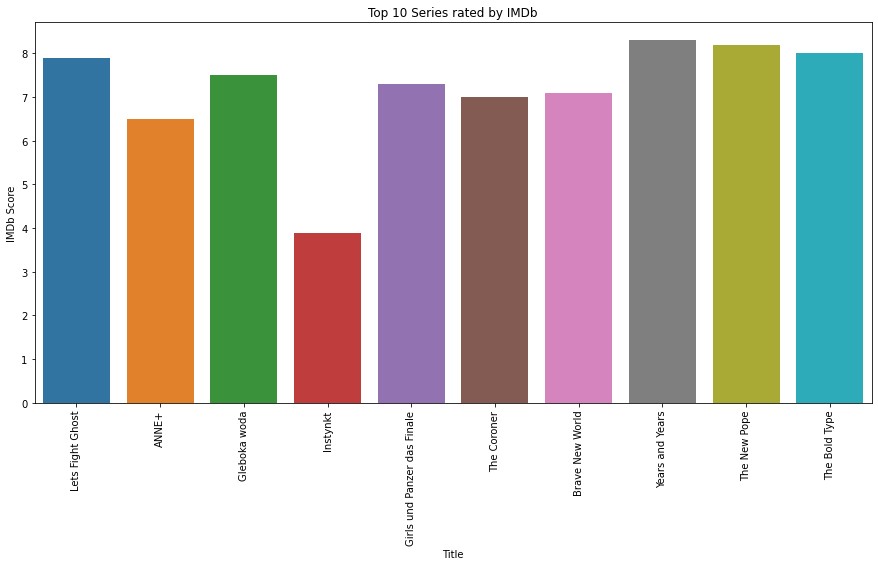 Top 10 Series rated by IMDb
IMDb Score
8
7
6
5
4
3
2
1
0
Lets Fight Ghost
ANNE+
Gleboka woda
Instynkt
Girls und Panzer das Finale
The Coroner
Brave New World
Years and Years
The New Pope
The Bold Type
Title